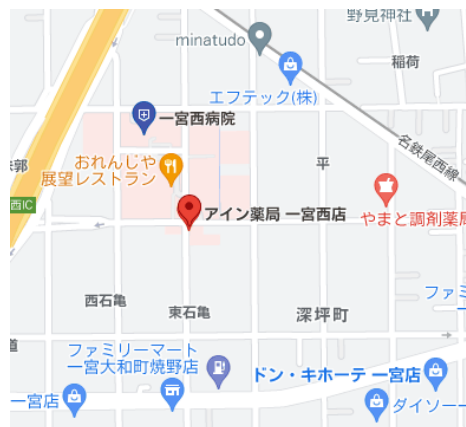 野見神社
minatudo
稲荷
エフテック(株)
一宮西病院
名鉄尾西線
おれんじや
展望レストラン
平
郭
西IC
アイン薬局 一宮西店
やまと調剤薬局
ファミ
西石亀
東石亀
深坪町
道
ファミリーマート
一宮大和町焼野店
ドン・キホーテ 一宮店
一宮店
ダイソー